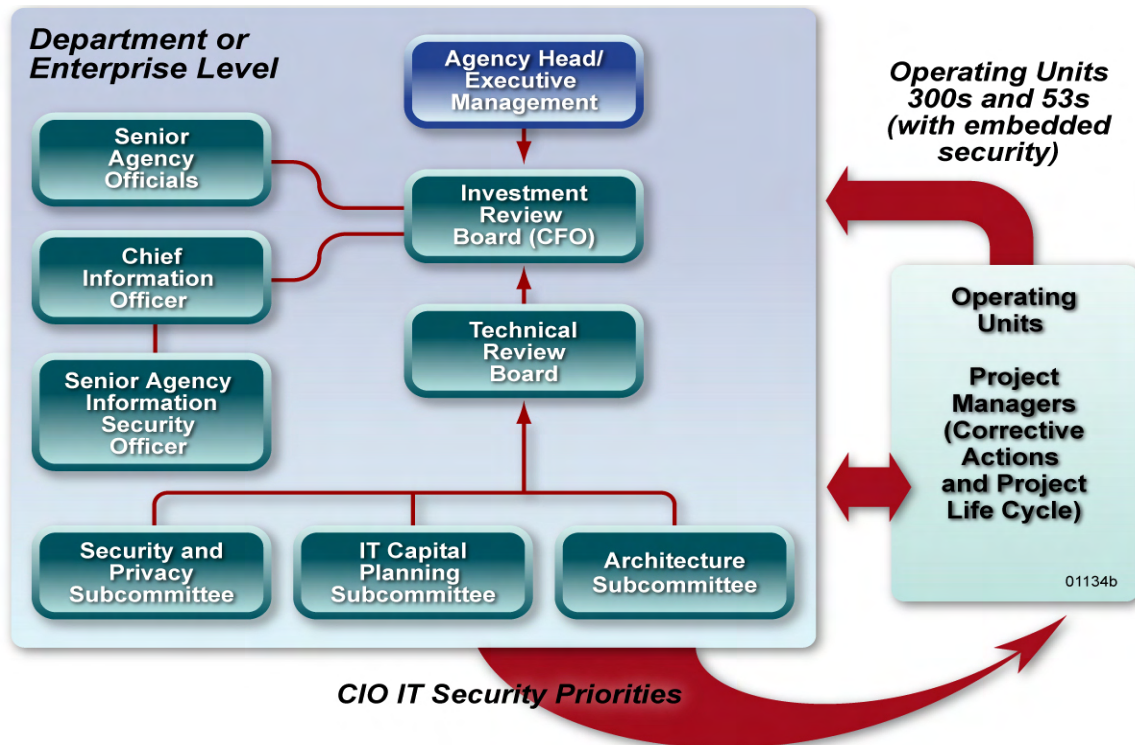 Department or
Enterprise Level
Agency Head/
Executive
Management
Senior
Agency
Officials
Investment
Review
Board (CFO)
Chief
Information
Officer
Technical
Review
Board
Senior Agency
Information
Security
Officer
Security and
Privacy
Subcommittee
IT Capital
Planning
Subcommittee
Architecture
Subcommittee
Operating Units
300s and 53s
(with embedded
security)
Operating
Units
Project
Managers
(Corrective
Actions
and Project
Life Cycle)
01134b
CIO IT Security Priorities